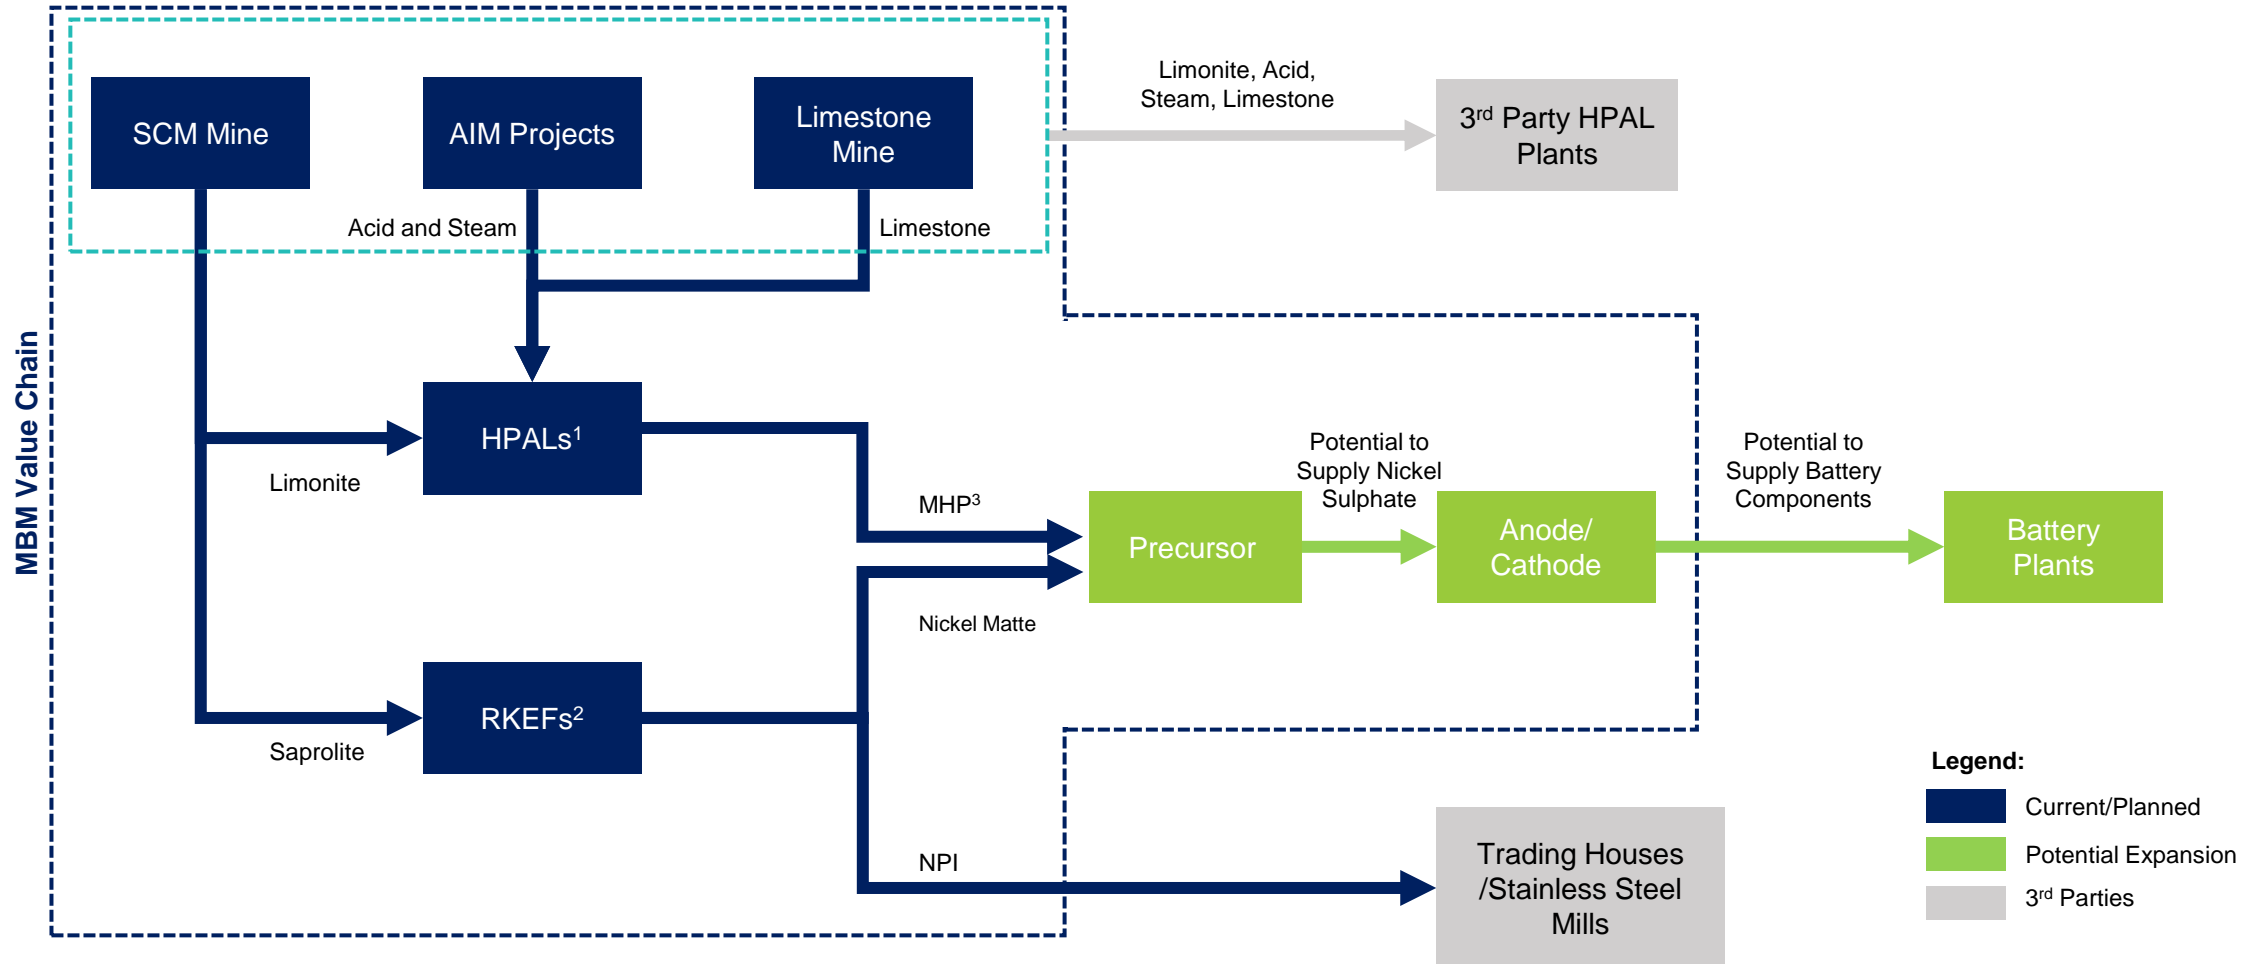 MBM Value Chain
SCM Mine
AIM Projects
Limestone
Mine
Limonite, Acid,
Steam, Limestone
3rd Party HPAL
Plants
Acid and Steam
Limestone
HPALs1
Limonite
MHP3
Nickel Matte
Precursor
Potential to
Supply Nickel
Sulphate
Anode/
Cathode
Potential to
Supply Battery
Components
Battery
Plants
RKEFs2
Saprolite
NPI
Trading Houses
/Stainless Steel
Mills
Legend:
Current/Planned
Potential Expansion
3rd Parties